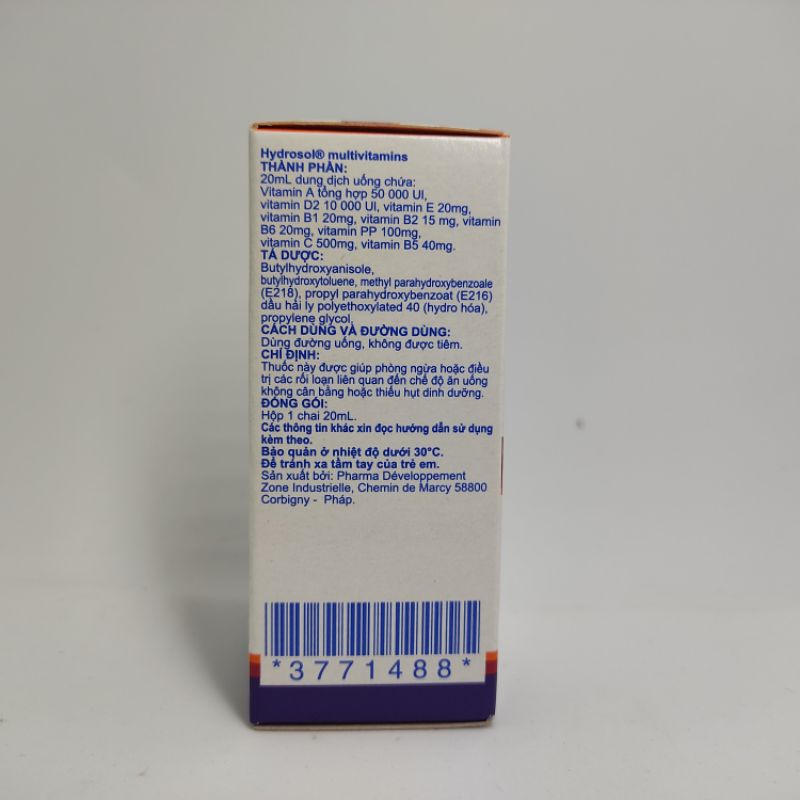 Hydrosol® multivitamins
THÀNH PHẦN:
20mL dung dịch uống chứa:
Vitamin A tổng hợp 50 000 UI,
vitamin D2 10 000 UI, vitamin E 20mg,
vitamin B1 20mg, vitamin B2 15 mg, vitamin
B6 20mg, vitamin PP 100mg,
vitamin C 500mg, vitamin B5 40mg.
TÁ DƯỢC:
Butylhydroxyanisole,
butylhydroxytoluene, methyl parahydroxybenzoale
(E218), propyl parahydroxybenzoat (E216)
dầu hải ly polyethoxylated 40 (hydro hóa),
propylene glycol.
CÁCH DÙNG VÀ ĐƯỜNG DÙNG:
Dùng đường uống, không được tiêm.
CHỈ ĐỊNH:
Thuốc này được giúp phòng ngừa hoặc điều
trị các rối loạn liên quan đến chế độ ăn uống
không cân bằng hoặc thiếu hụt dinh dưỡng.
ĐÓNG GÓI:
Hộp 1 chai 20mL.
Các thông tin khác xin đọc hướng dẫn sử dụng
kèm theo.
Bảo quản ở nhiệt độ dưới 30°C.
Để tránh xa tầm tay của trẻ em.
Sản xuất bởi: Pharma Développement
Zone Industrielle, Chemin de Marcy 58800
Corbigny - Pháp.
*3771488*